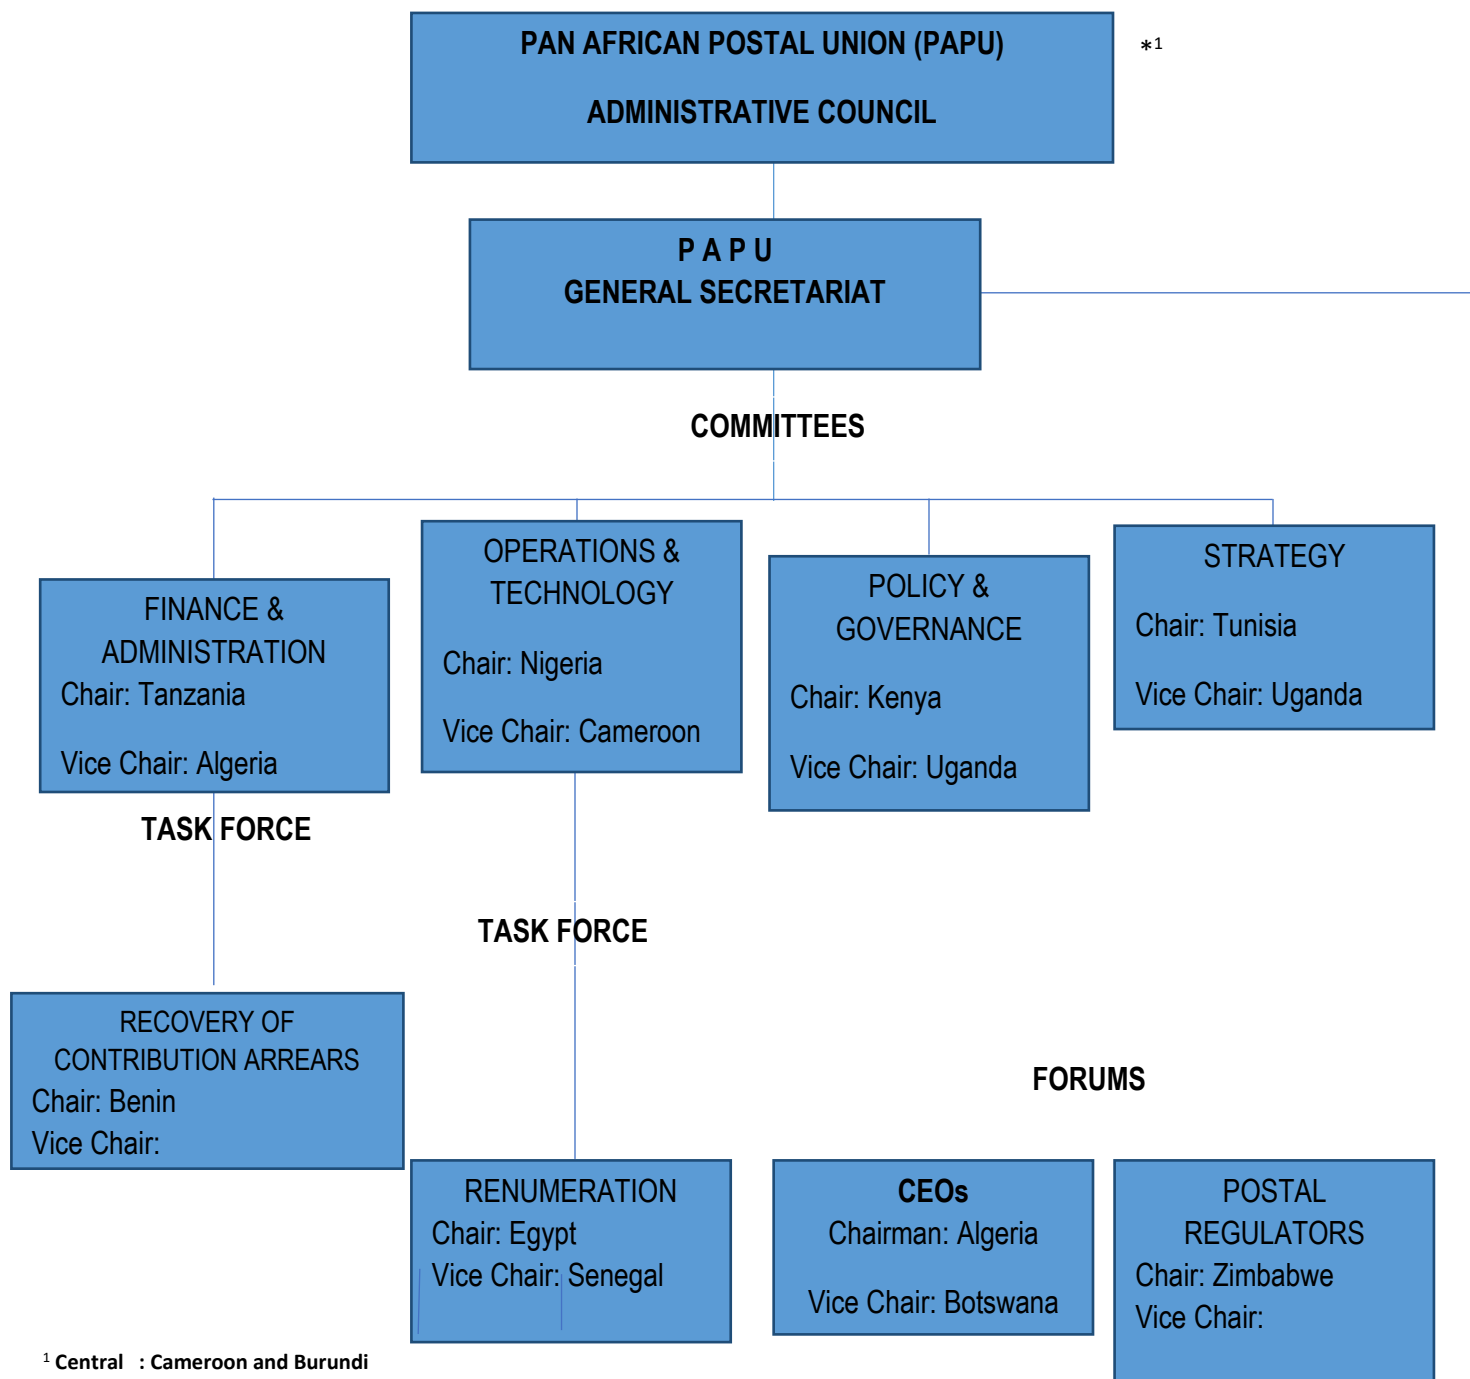 PAN AFRICAN POSTAL UNION (PAPU)
*1
ADMINISTRATIVE COUNCIL
P A P U
GENERAL SECRETARIAT
COMMITTEES
FINANCE &
ADMINISTRATION
Chair: Tanzania
Vice Chair: Algeria
OPERATIONS &
TECHNOLOGY
Chair: Nigeria
Vice Chair: Cameroon
POLICY &
GOVERNANCE
Chair: Kenya
Vice Chair: Uganda
STRATEGY
Chair: Tunisia
Vice Chair: Uganda
TASK FORCE
TASK FORCE
RECOVERY OF
CONTRIBUTION ARREARS
Chair: Benin
Vice Chair:
FORUMS
RENUMERATION
Chair: Egypt
Vice Chair: Senegal
CEOs
Chairman: Algeria
Vice Chair: Botswana
POSTAL
REGULATORS
Chair: Zimbabwe
Vice Chair:
1 Central : Cameroon and Burundi